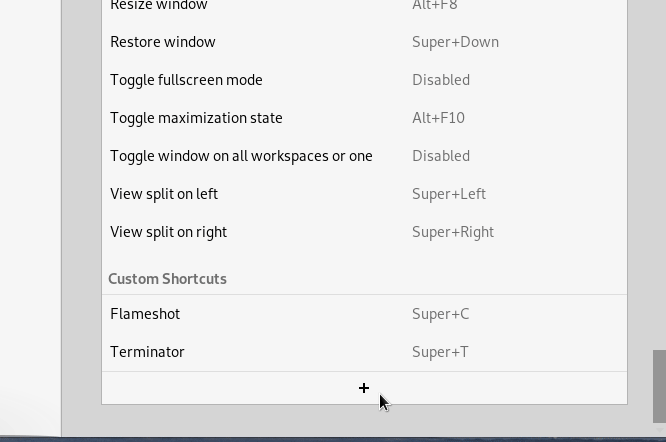 Resize window Alt+F8
Restore window Super+Down
Toggle fullscreen mode Disabled
Toggle maximization state Alt+F10
Toggle window on all workspaces or one Disabled
View split on left Super+Left
View split on right Super+Right
Custom Shortcuts
Flameshot Super+C
Terminator Super+T
+